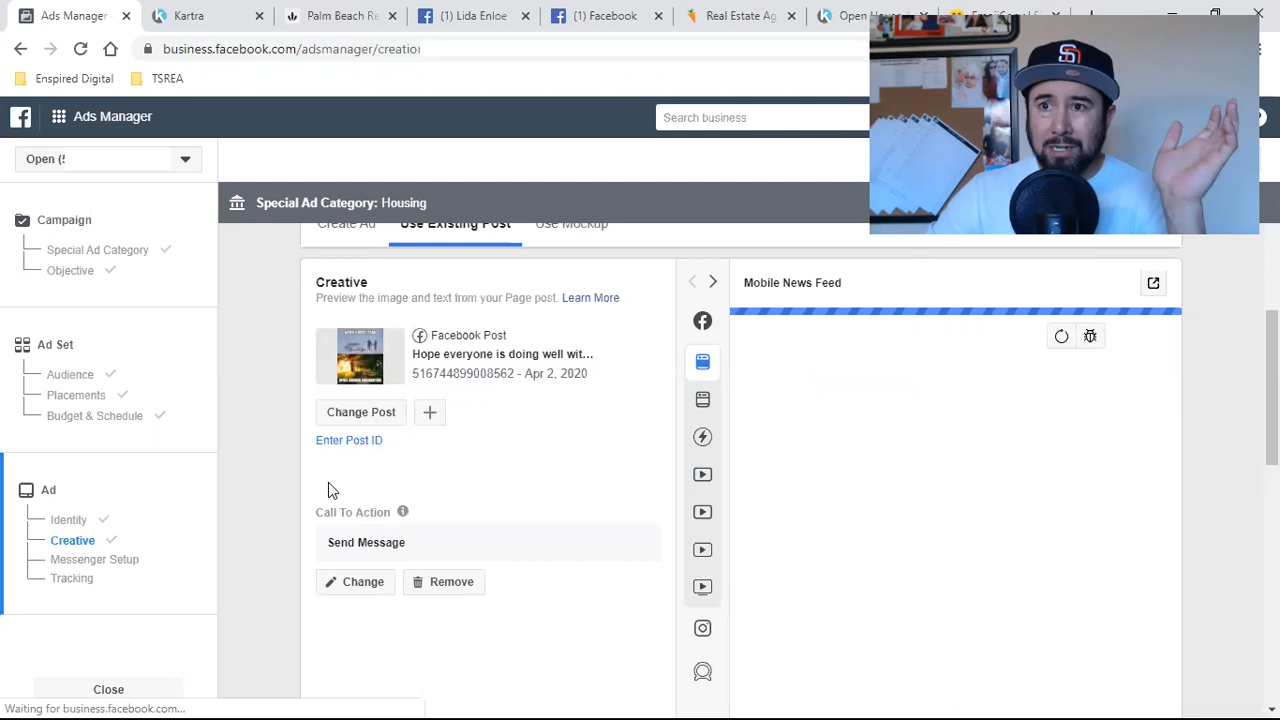 Ads Manager -
Kartra
Calm Beach Re
(1) Lida Enloe
(1) Facebook
Real Estate Ag
Open
business.facebook.com
manager/creation
Enspired Digital
TSREA
Ads Manager
Search business
Open (!
Campaign
Special Ad Category
Objective
Ad Set
Audience
Placements
Budget & Schedule
Ad
Identity
Creative
Messenger Setup
Tracking
Close
Waiting for business.facebook.com...
Special Ad Category: Housing
Create Ad
Use Existing Post
Use Mockup
Creative
Preview the image and text from your Page post. Learn More
Facebook Post
Hope everyone is doing well wit...
516744899008562 - Apr 2, 2020
Change Post
Enter Post ID
Call To Action
Send Message
Change
Remove
Mobile News Feed